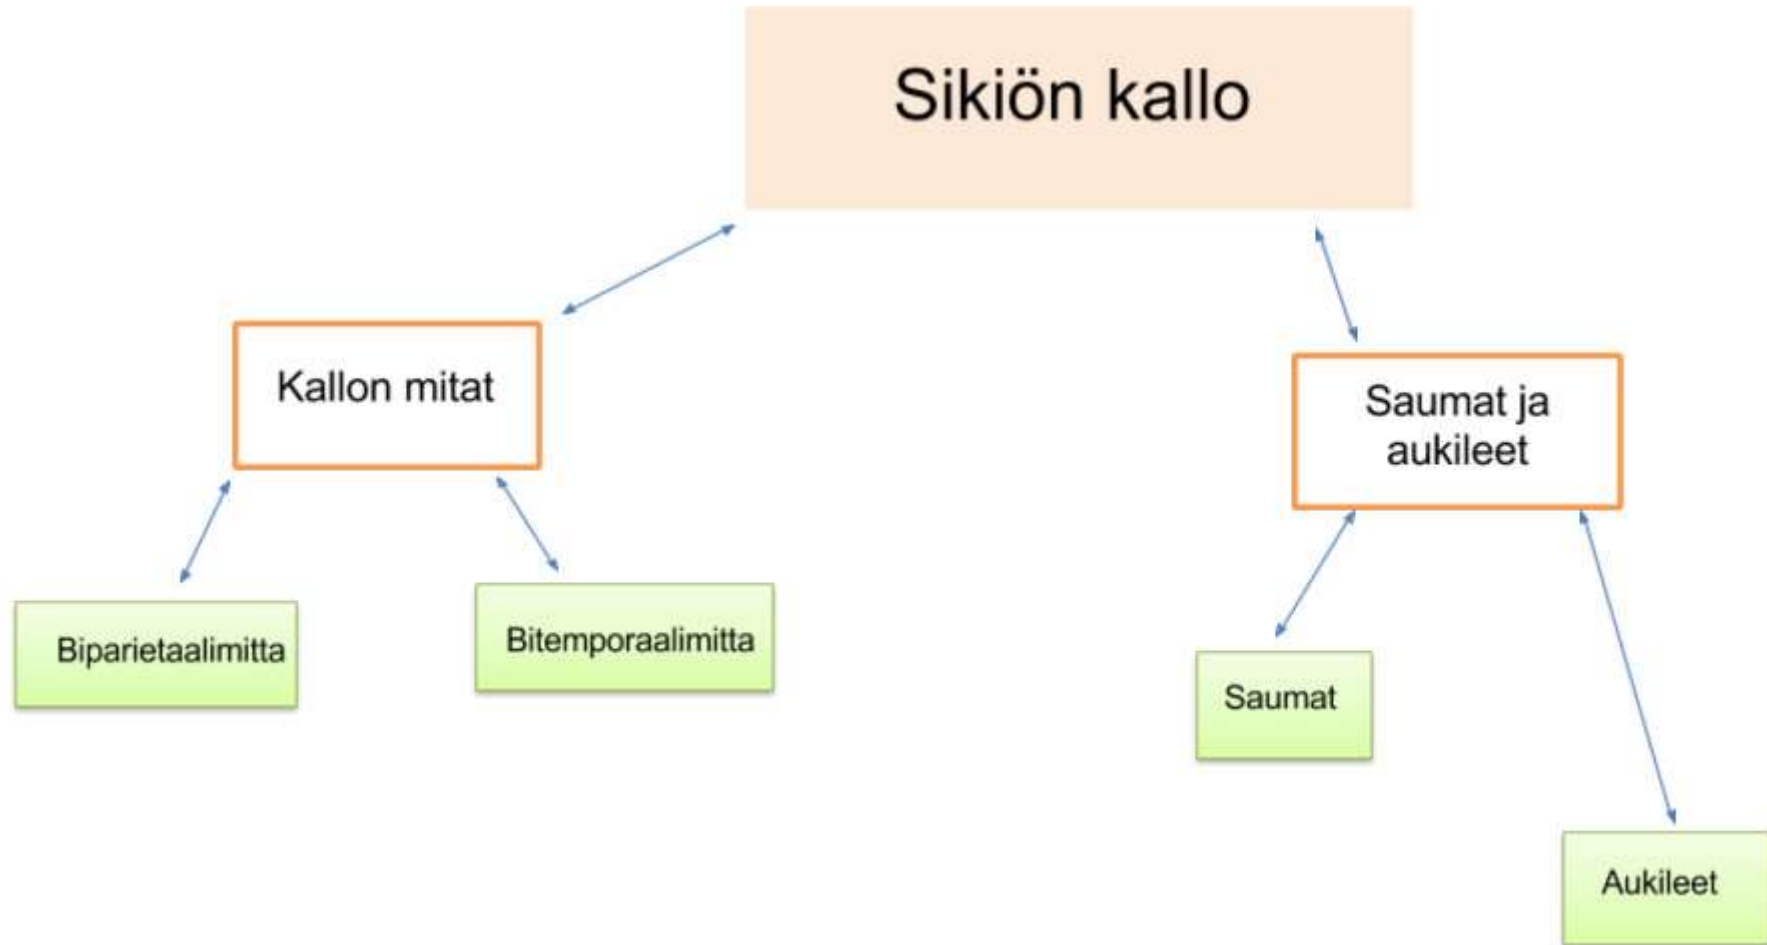 Sikiön kallo
Kallon mitat
Saumat ja
aukileet
Biparietaalimitta
Bitemporaalimitta
Saumat
Aukileet